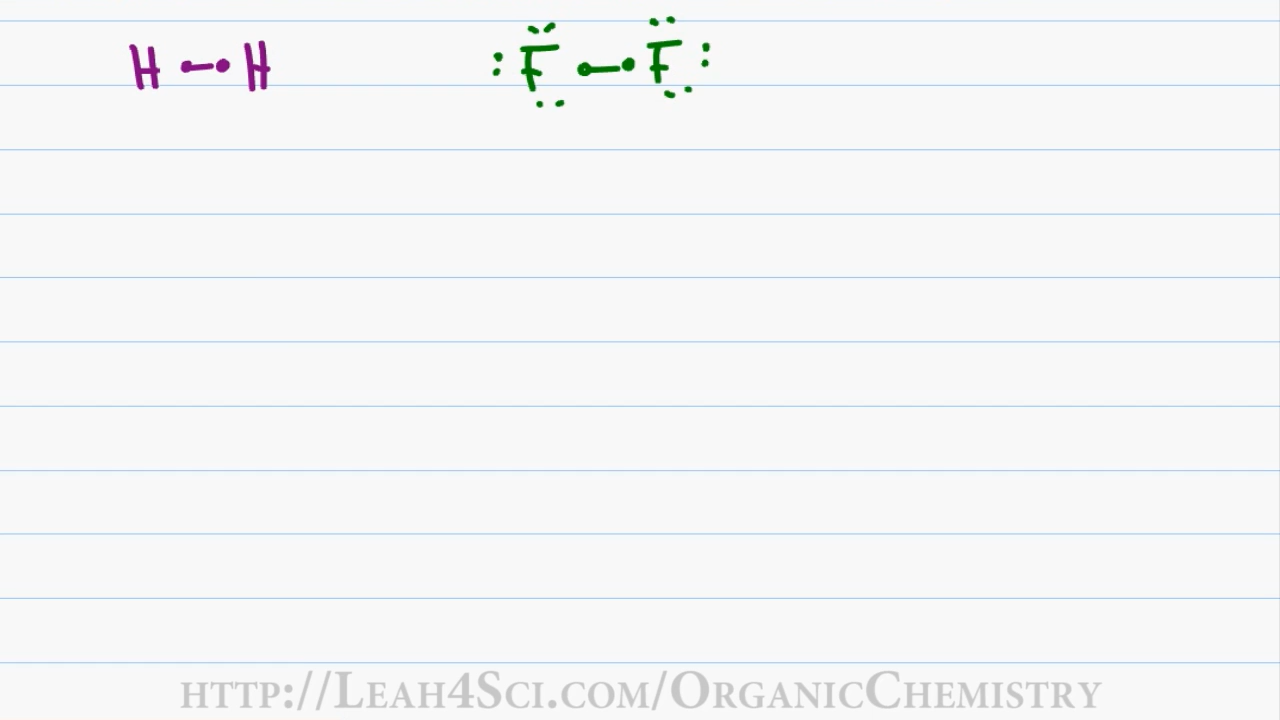 H •—• H :F̤̈ •—• F̤̈:
HTTP://LEAH4SCI.COM/ORGANICCHEMISTRY